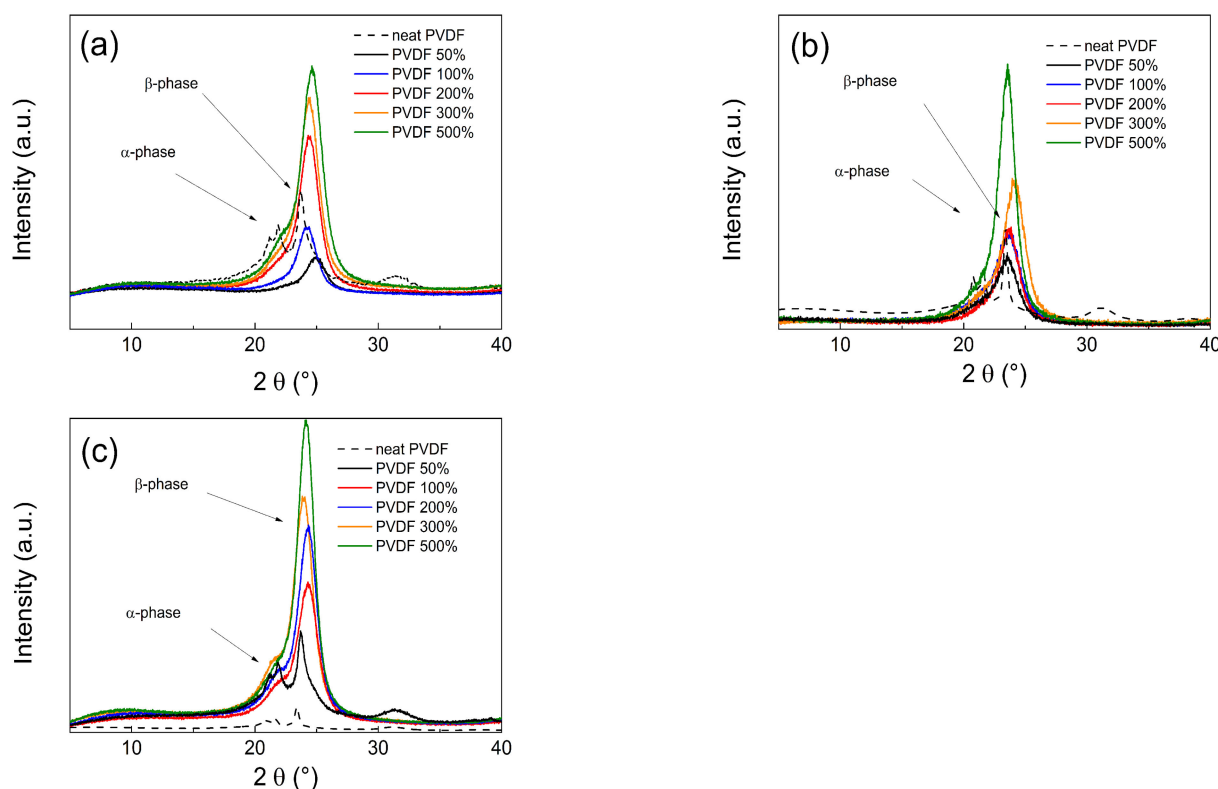 (a)
neat PVDF
PVDF 50%
PVDF 100%
PVDF 200%
PVDF 300%
PVDF 500%
β-phase
α-phase
Intensity (a.u.)
10
20
30
40
2 θ (°)
(b)
neat PVDF
PVDF 50%
PVDF 100%
PVDF 200%
PVDF 300%
PVDF 500%
β-phase
α-phase
Intensity (a.u.)
10
20
30
40
2 θ (°)
(c)
neat PVDF
PVDF 50%
PVDF 100%
PVDF 200%
PVDF 300%
PVDF 500%
β-phase
α-phase
Intensity (a.u.)
10
20
30
40
2 θ (°)